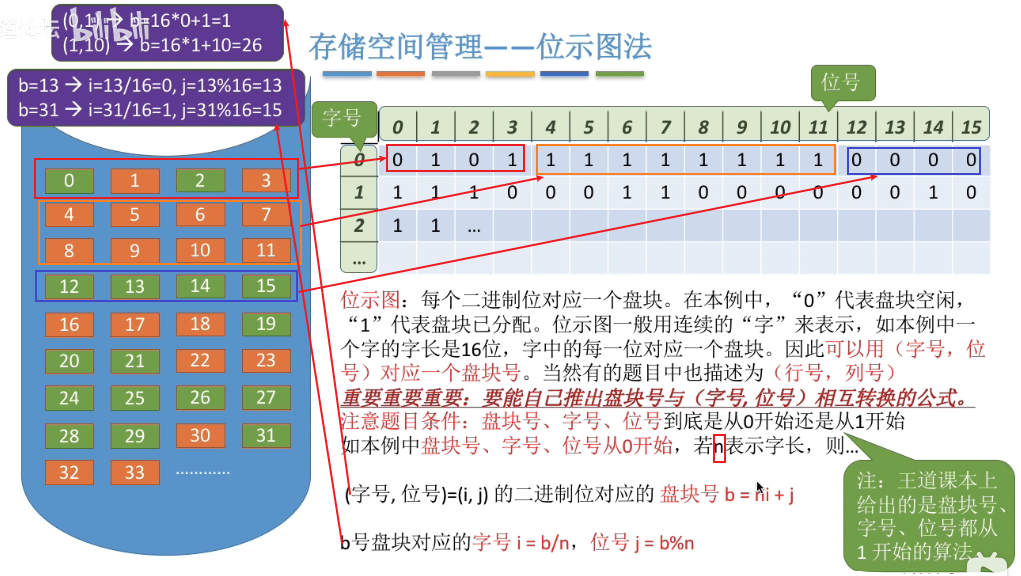 (0,1) → b=16*0+1=1
bilibili
(1,10) → b=16*1+10=26
b=13 → i=13/16=0, j=13%16=13
b=31 → i=31/16=1, j=31%16=15
存储空间管理——位示图法
位号
字号
0 1 2 3 4 5 6 7 8 9 10 11 12 13 14 15
0 0 1 0 1 1 1 1 1 1 1 1 1 0 0 0 0
1 1 1 1 0 0 0 1 1 0 0 0 0 0 0 1 0
2 1 1 ...
...
0 1 2 3
4 5 6 7
8 9 10 11
12 13 14 15
16 17 18 19
20 21 22 23
24 25 26 27
28 29 30 31
32 33 …………
位示图：每个二进制位对应一个盘块。在本例中，“0”代表盘块空闲，
“1”代表盘块已分配。位示图一般用连续的“字”来表示，如本例中一
个字的字长是16位，字中的每一位对应一个盘块。因此可以用（字号，位
号）对应一个盘块号。当然有的题目中也描述为（行号，列号）
重要重要重要：要能自己推出盘块号与（字号, 位号）相互转换的公式。
注意题目条件：盘块号、字号、位号到底是从0开始还是从1开始
如本例中盘块号、字号、位号从0开始，若n表示字长，则...
(字号, 位号)=(i, j) 的二进制位对应的 盘块号 b = ni + j
b号盘块对应的字号 i = b/n，位号 j = b%n
注：王道课本上
给出的是盘块号、
字号、位号都从
1 开始的算法